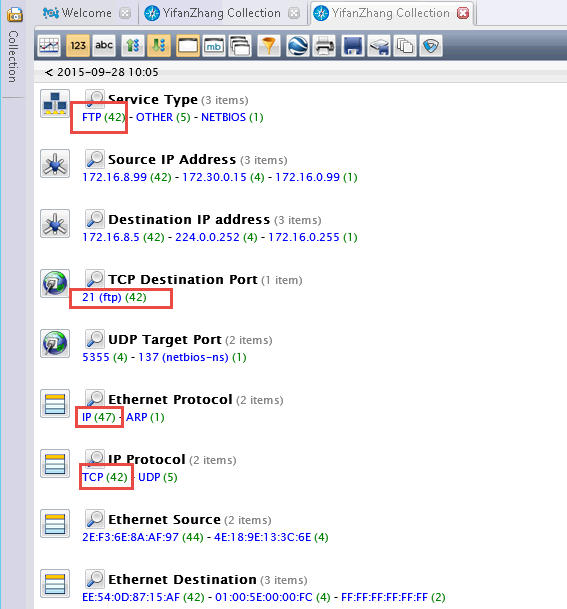 Welcome YifanZhang Collection YifanZhang Collection
Collection
123 abc mb
< 2015-09-28 10:05
Service Type (3 items)
FTP (42) - OTHER (5) - NETBIOS (1)
Source IP Address (3 items)
172.16.8.99 (42) - 172.30.0.15 (4) - 172.16.0.99 (1)
Destination IP address (3 items)
172.16.8.5 (42) - 224.0.0.252 (4) - 172.16.0.255 (1)
TCP Destination Port (1 item)
21 (ftp) (42)
UDP Target Port (2 items)
5355 (4) - 137 (netbios-ns) (1)
Ethernet Protocol (2 items)
IP (47) - ARP (1)
IP Protocol (2 items)
TCP (42) - UDP (5)
Ethernet Source (2 items)
2E:F3:6E:8A:AF:97 (44) - 4E:18:9E:13:3C:6E (4)
Ethernet Destination (3 items)
EE:54:0D:87:15:AF (42) - 01:00:5E:00:00:FC (4) - FF:FF:FF:FF:FF:FF (2)